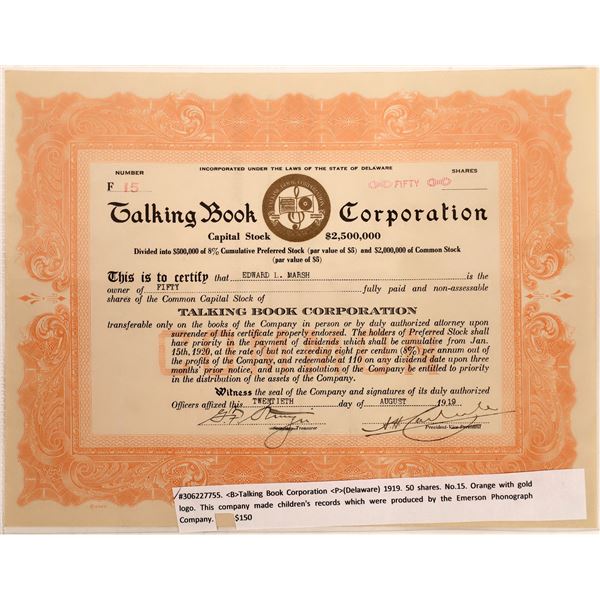 NUMBER
INCORPORATED UNDER THE LAWS OF THE STATE OF DELAWARE
SHARES
F 15
FIFTY
Talking Book Corporation
Capital Stock $2,500,000
Divided into $500,000 of 8% Cumulative Preferred Stock (par value of $5) and $2,000,000 of Common Stock
(par value of $5)
This is to certify that EDWARD L. MARSH is the
owner of FIFTY fully paid and non-assessable
shares of the Common Capital Stock of
TALKING BOOK CORPORATION
transferable only on the books of the Company in person or by duly authorized attorney upon
surrender of this certificate properly endorsed. The holders of Preferred Stock shall
have priority in the payment of dividends which shall be cumulative from Jan.
15th, 1920, at the rate of but not exceeding eight per centum (8%) per annum out of
the profits of the Company, and redeemable at 110 on any dividend date upon three
months' prior notice, and upon dissolution of the Company be entitled to priority
in the distribution of the assets of the Company.
Witness the seal of the Company and signatures of its duly authorized
Officers affixed this TWENTIETH day of AUGUST 1919.
Secretary-Treasurer
President-Vice President
#306227755. <B>Talking Book Corporation <P>(Delaware) 1919. 50 shares. No.15. Orange with gold
logo. This company made children's records which were produced by the Emerson Phonograph
Company. $150